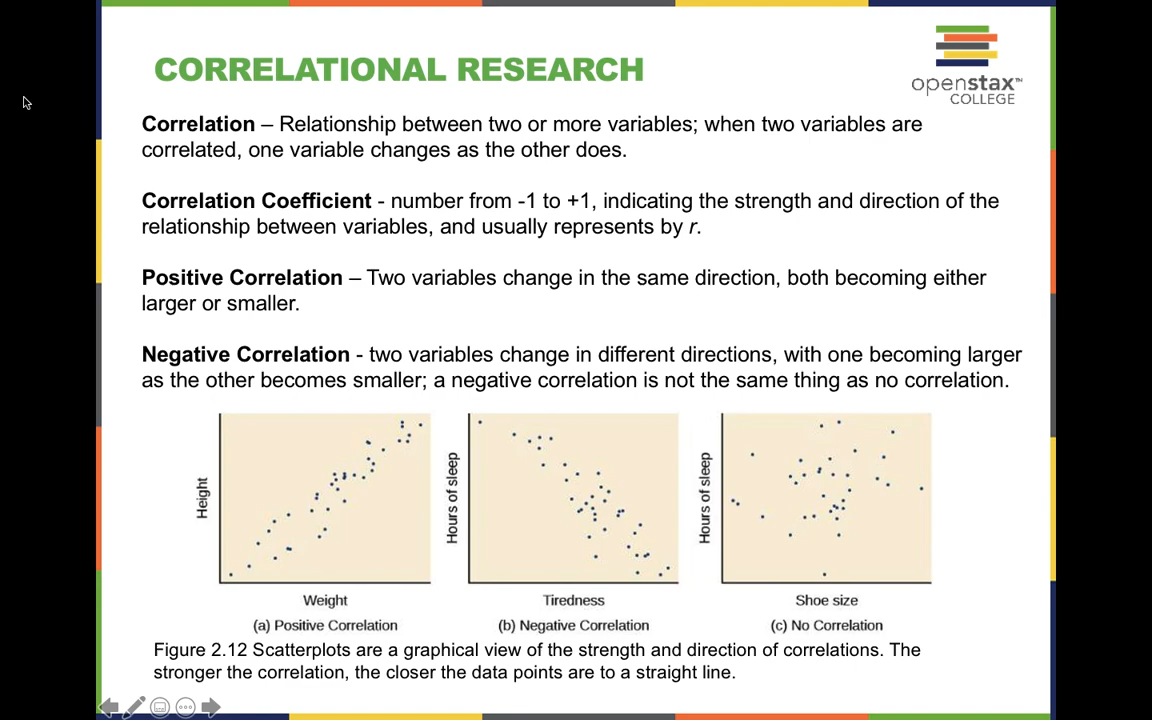 CORRELATIONAL RESEARCH
openstax™
COLLEGE
Correlation – Relationship between two or more variables; when two variables are
correlated, one variable changes as the other does.
Correlation Coefficient - number from -1 to +1, indicating the strength and direction of the
relationship between variables, and usually represents by r.
Positive Correlation – Two variables change in the same direction, both becoming either
larger or smaller.
Negative Correlation - two variables change in different directions, with one becoming larger
as the other becomes smaller; a negative correlation is not the same thing as no correlation.
Height
Weight
(a) Positive Correlation
Hours of sleep
Tiredness
(b) Negative Correlation
Hours of sleep
Shoe size
(c) No Correlation
Figure 2.12 Scatterplots are a graphical view of the strength and direction of correlations. The
stronger the correlation, the closer the data points are to a straight line.